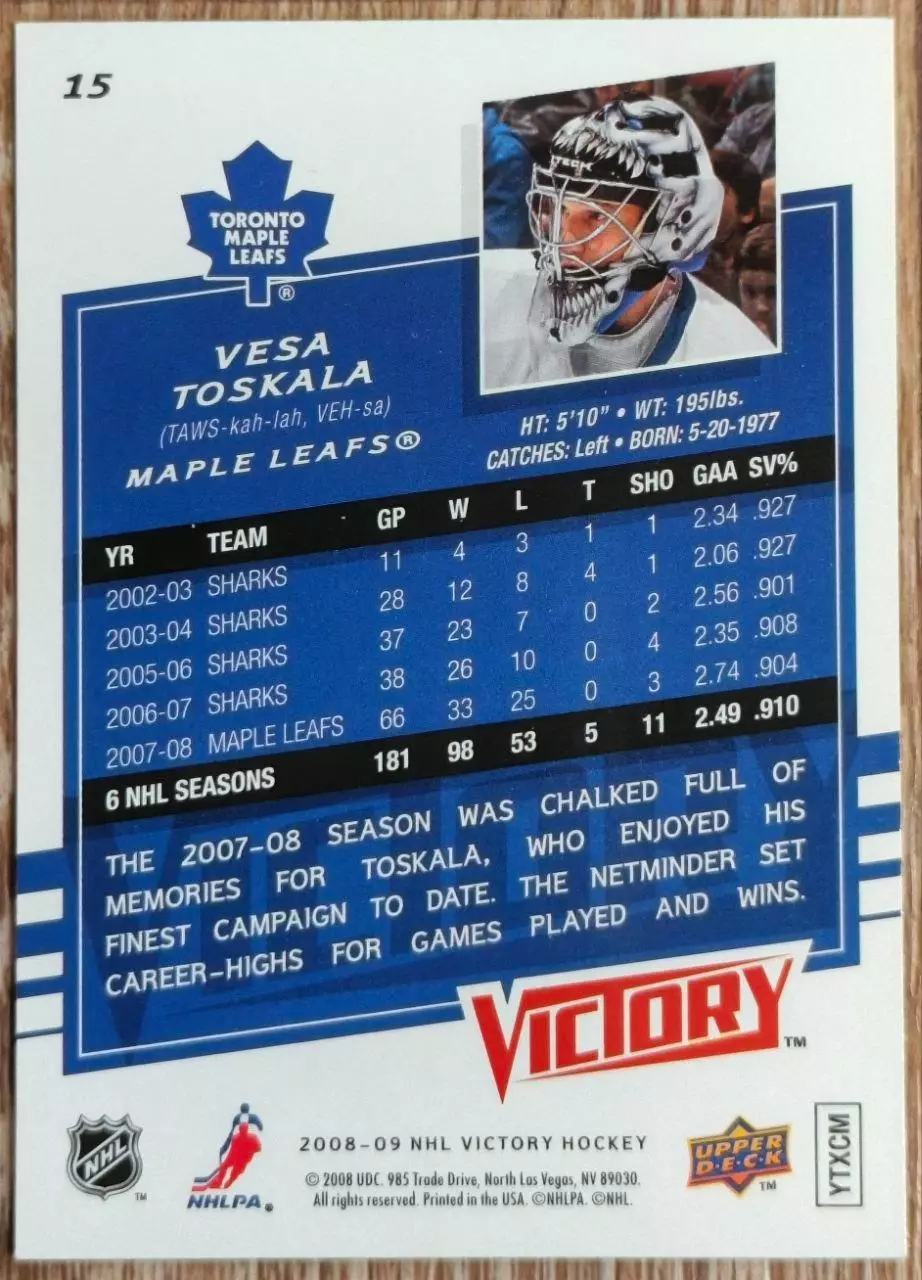 15
TORONTO
MAPLE
LEAFS
®
TECH
VESA
TOSKALA
(TAWS-kah-lah, VEH-sa)
MAPLE LEAFS®
HT: 5'10" • WT: 195lbs.
CATCHES: Left • BORN: 5-20-1977
YR TEAM GP W L T SHO GAA SV%
2002-03 SHARKS 11 4 3 1 1 2.34 .927
2003-04 SHARKS 28 12 8 4 1 2.06 .927
2005-06 SHARKS 37 23 7 0 2 2.56 .901
2006-07 SHARKS 38 26 10 0 4 2.35 .908
2007-08 MAPLE LEAFS 66 33 25 0 3 2.74 .904
6 NHL SEASONS 181 98 53 5 11 2.49 .910
THE 2007-08 SEASON WAS CHALKED FULL OF
MEMORIES FOR TOSKALA, WHO ENJOYED HIS
FINEST CAMPAIGN TO DATE. THE NETMINDER SET
CAREER-HIGHS FOR GAMES PLAYED AND WINS.
VICTORY™
NHL™
NHLPA®
2008-09 NHL VICTORY HOCKEY
© 2008 UDC. 985 Trade Drive, North Las Vegas, NV 89030.
All rights reserved. Printed in the USA. ©NHLPA. ©NHL.
UPPER
D·E·C·K
™
YTXCM